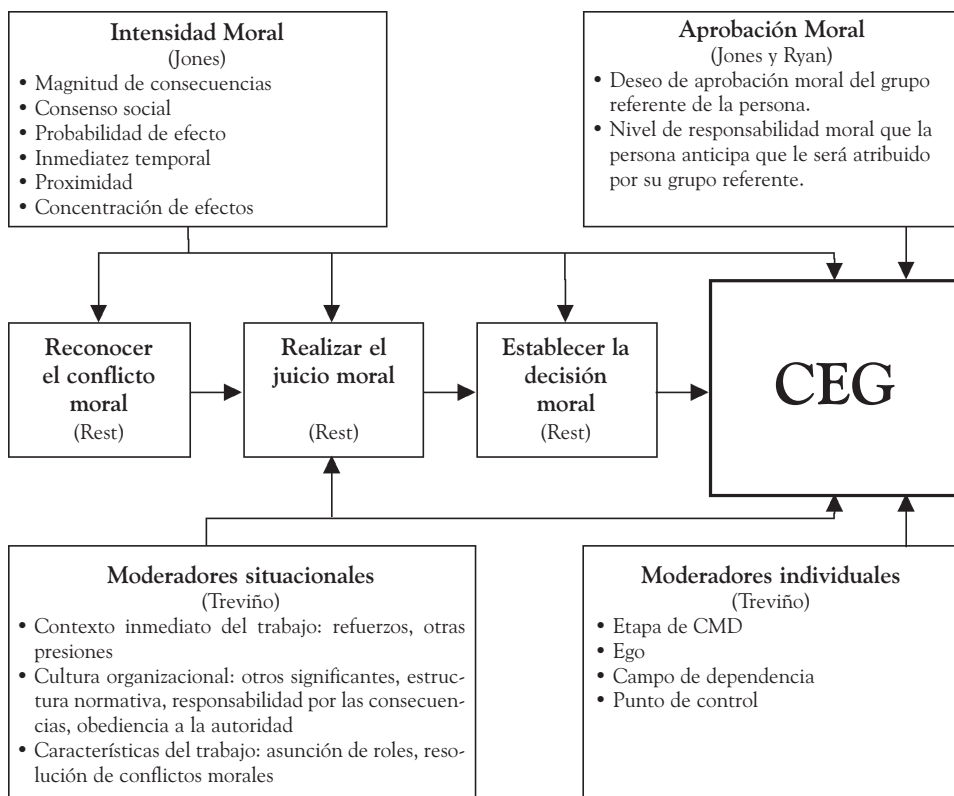 Intensidad Moral
(Jones)
• Magnitud de consecuencias
• Consenso social
• Probabilidad de efecto
• Inmediatez temporal
• Proximidad
• Concentración de efectos
Aprobación Moral
(Jones y Ryan)
• Deseo de aprobación moral del grupo
referente de la persona.
• Nivel de responsabilidad moral que la
persona anticipa que le será atribuido
por su grupo referente.
Reconocer
el conflicto
moral
(Rest)
Realizar el
juicio moral
(Rest)
Establecer la
decisión
moral
(Rest)
CEG
Moderadores situacionales
(Treviño)
• Contexto inmediato del trabajo: refuerzos, otras
presiones
• Cultura organizacional: otros significantes, estruc-
tura normativa, responsabilidad por las consecuen-
cias, obediencia a la autoridad
• Características del trabajo: asunción de roles, reso-
lución de conflictos morales
Moderadores individuales
(Treviño)
• Etapa de CMD
• Ego
• Campo de dependencia
• Punto de control